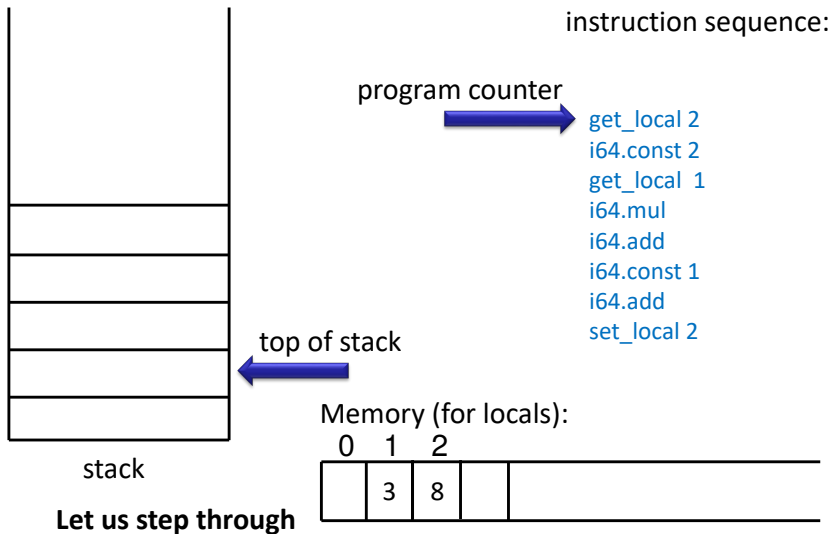 instruction sequence:
program counter
get_local 2
i64.const 2
get_local 1
i64.mul
i64.add
i64.const 1
i64.add
set_local 2
top of stack
Memory (for locals):
0 1 2
3 8
stack
Let us step through